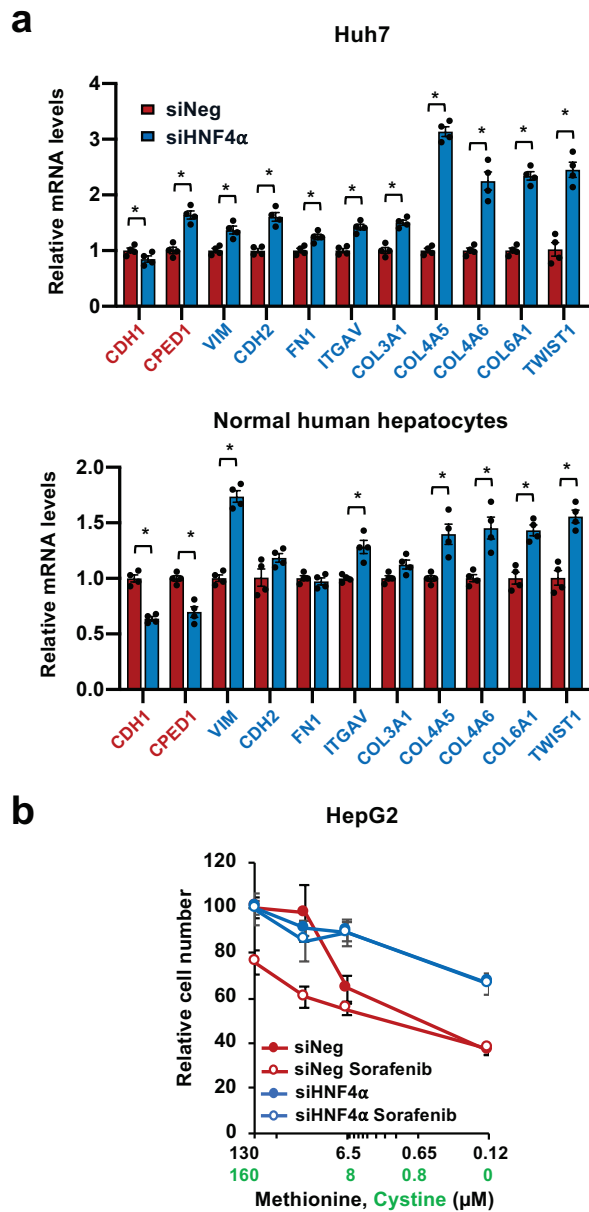 a
Huh7
Relative mRNA levels
4
3
2
1
0
siNeg
siHNF4α
* * * * * * * * * * *
CDH1 CPED1 VIM CDH2 FN1 ITGAV COL3A1 COL4A5 COL4A6 COL6A1 TWIST1
Normal human hepatocytes
Relative mRNA levels
2.0
1.5
1.0
0.5
0.0
* * * * * * * *
CDH1 CPED1 VIM CDH2 FN1 ITGAV COL3A1 COL4A5 COL4A6 COL6A1 TWIST1
b
HepG2
Relative cell number
120
100
80
60
40
20
0
siNeg
siNeg Sorafenib
siHNF4α
siHNF4α Sorafenib
130 6.5 0.65 0.12
160 8 0.8 0
Methionine, Cystine (μM)